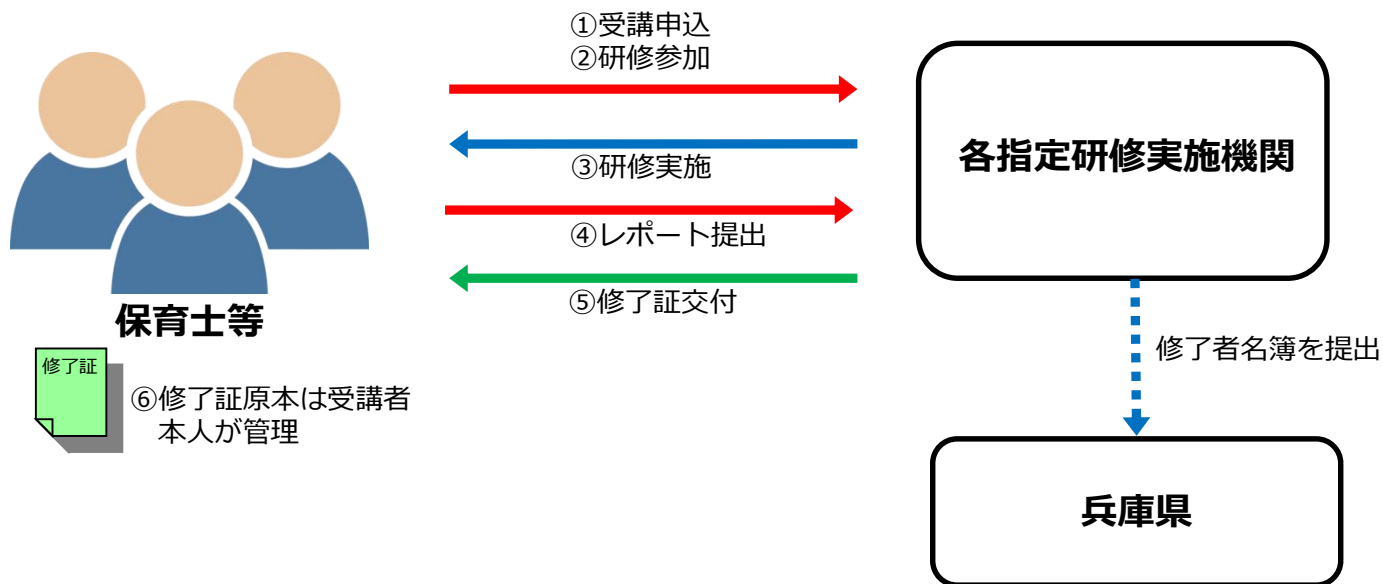 ①受講申込
②研修参加
③研修実施
④レポート提出
⑤修了証交付
各指定研修実施機関
保育士等
修了証
⑥修了証原本は受講者
本人が管理
修了者名簿を提出
兵庫県